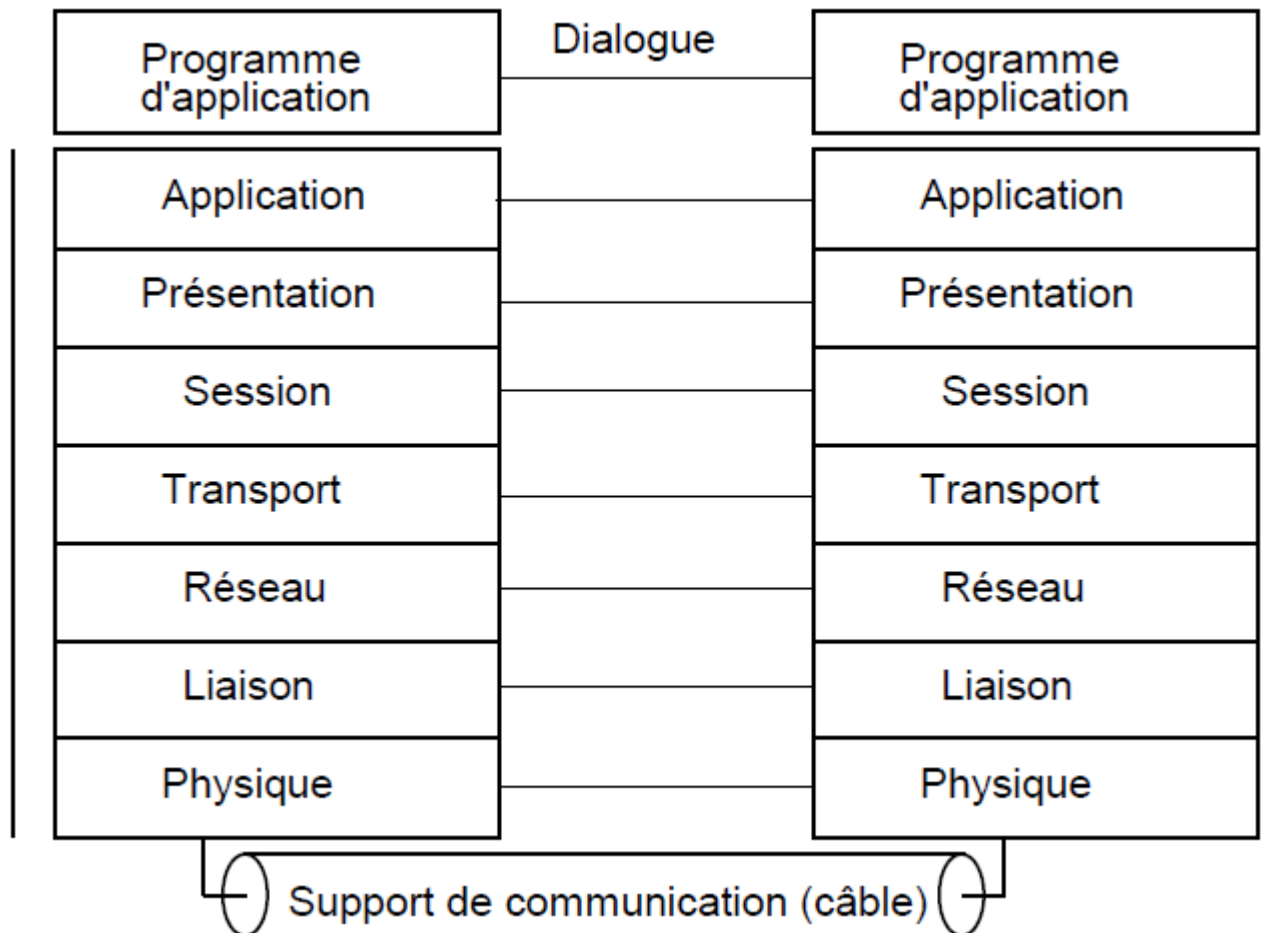 Programme
d'application
Dialogue
Programme
d'application
Application
Application
Présentation
Présentation
Session
Session
Transport
Transport
Réseau
Réseau
Liaison
Liaison
Physique
Physique
Support de communication (câble)